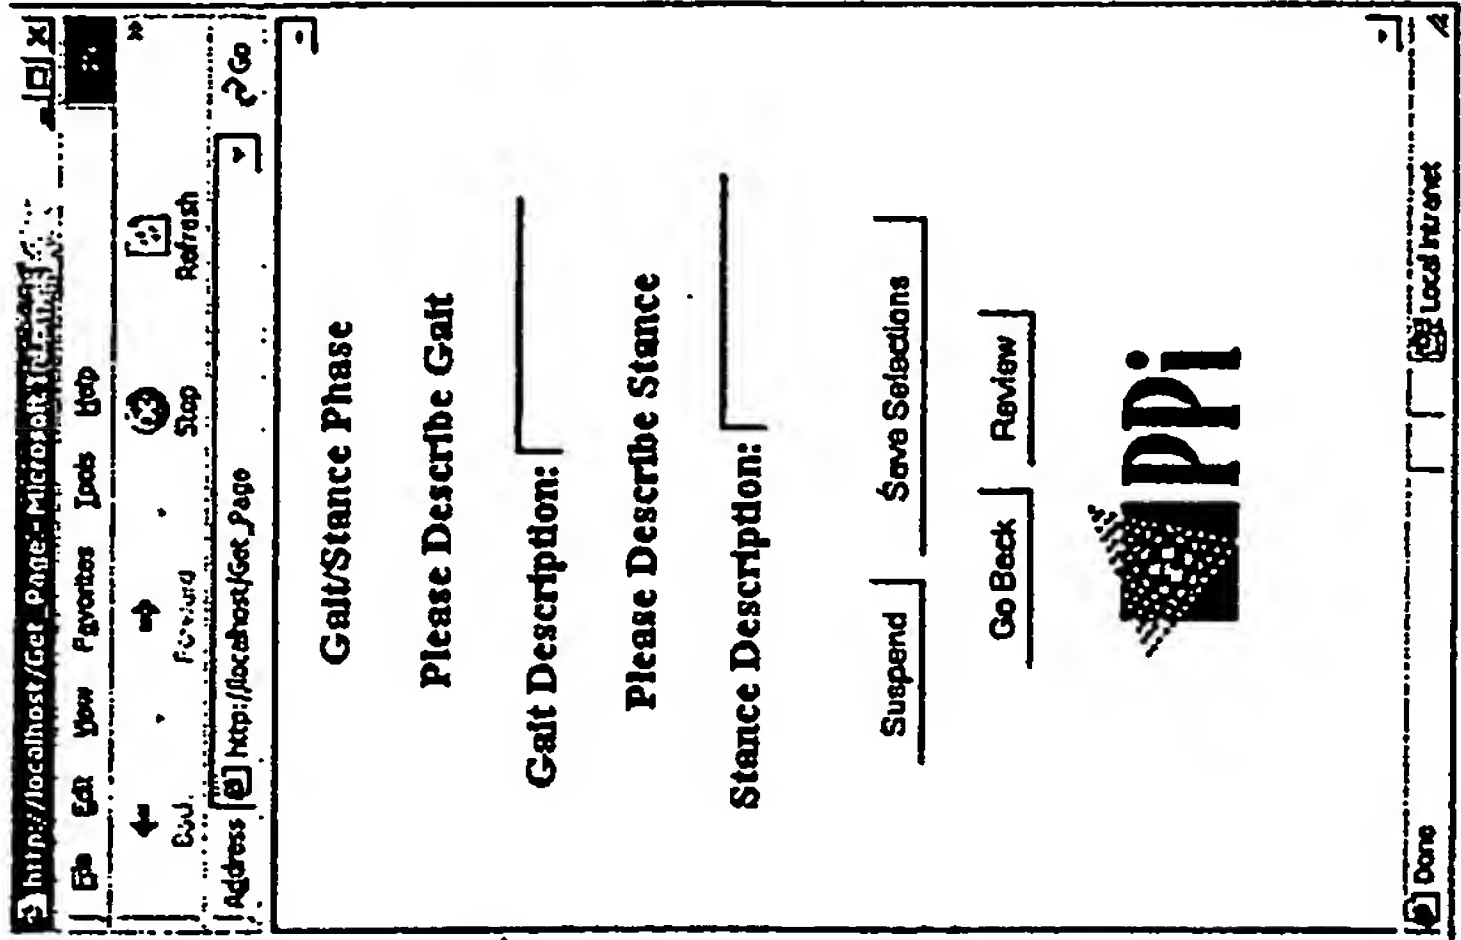 http://localhost/Get_Page - Microsoft
File Edit View Favorites Tools Help
Back Forward Stop Refresh
Address http://localhost/Get_Page Go
Gait/Stance Phase
Please Describe Gait
Gait Description:
Please Describe Stance
Stance Description:
Suspend Save Selections
Go Back Review
PPi
Done Local intranet